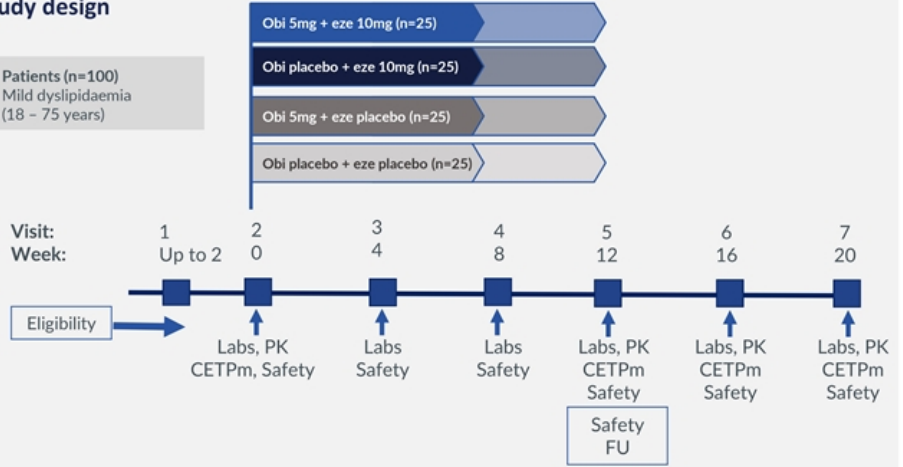 udy design
Obi 5mg + eze 10mg (n=25)
Obi placebo + eze 10mg (n=25)
Obi 5mg + eze placebo (n=25)
Obi placebo + eze placebo (n=25)
Patients (n=100)
Mild dyslipidaemia
(18 – 75 years)
Visit: 1 2 3 4 5 6 7
Week: Up to 2 0 4 8 12 16 20
Eligibility
Labs, PK
CETPm, Safety
Labs
Safety
Labs
Safety
Labs, PK
CETPm
Safety
Labs, PK
CETPm
Safety
Labs, PK
CETPm
Safety
Safety
FU